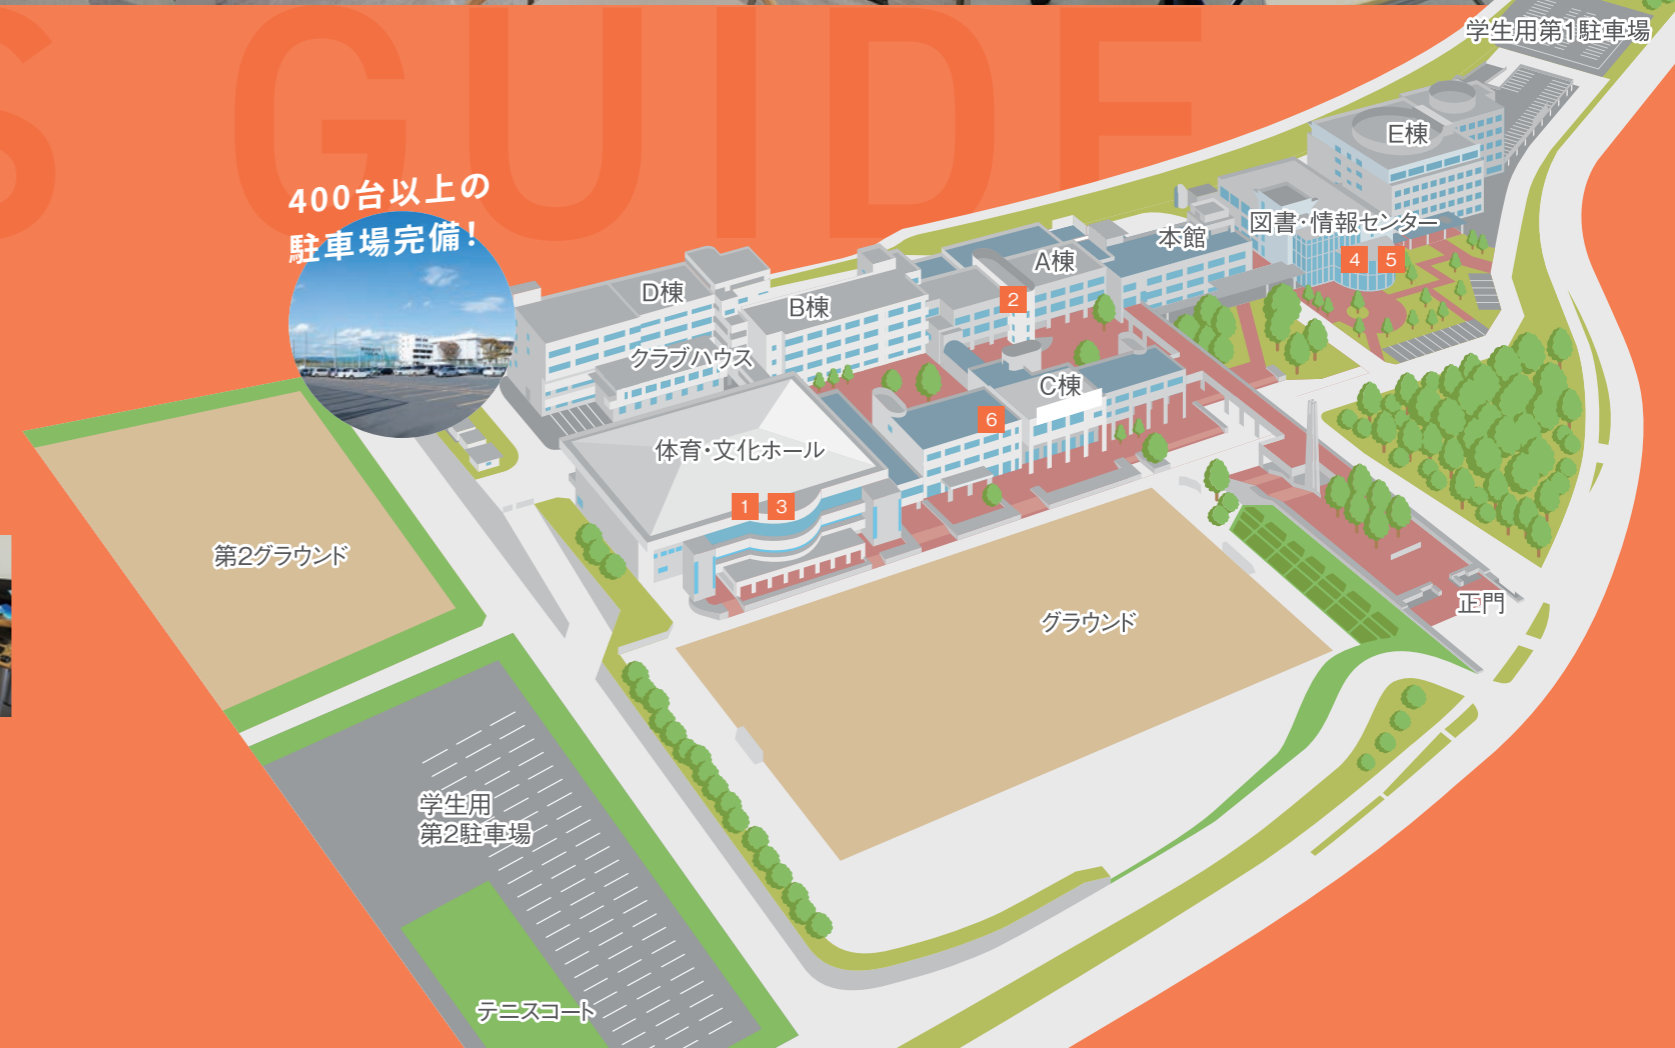 S GUIDE
学生用第1駐車場
E棟
400台以上の
駐車場完備!
図書・情報センター
4 5
本館
A棟
2
D棟
B棟
クラブハウス
C棟
6
体育・文化ホール
1 3
第2グラウンド
グラウンド
正門
学生用
第2駐車場
テニスコート